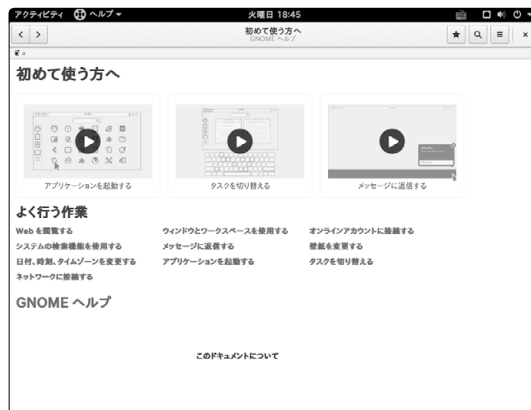 アクティビティ ヘルプ 火曜日 18:45
初めて使う方へ
GNOME ヘルプ
»
初めて使う方へ
アプリケーションを起動する タスクを切り替える メッセージに返信する
よく行う作業
Web を閲覧する ウィンドウとワークスペースを使用する オンラインアカウントに接続する
システムの検索機能を使用する メッセージに返信する 壁紙を変更する
日付、時刻、タイムゾーンを変更する アプリケーションを起動する タスクを切り替える
ネットワークに接続する
GNOME ヘルプ
このドキュメントについて